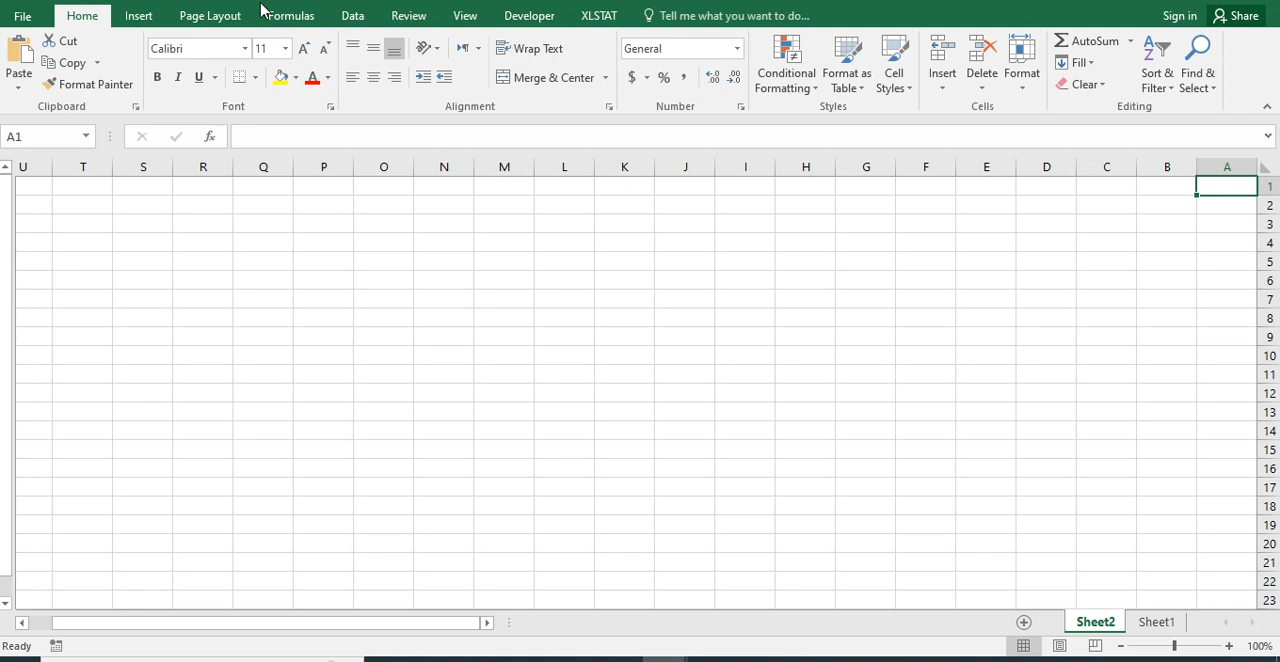 File Home Insert Page Layout Formulas Data Review View Developer XLSTAT Tell me what you want to do... Sign in Share
Paste
Cut
Copy
Format Painter
Clipboard
Calibri 11
B I U A
Font
Wrap Text
Merge & Center
Alignment
General
$ % ,
Number
Conditional Formatting
Format as Table
Cell Styles
Styles
Insert Delete Format
Cells
AutoSum
Fill
Clear
Sort & Filter
Find & Select
Editing
A1 fx
U T S R Q P O N M L K J I H G F E D C B A
1
2
3
4
5
6
7
8
9
10
11
12
13
14
15
16
17
18
19
20
21
22
23
Sheet2 Sheet1
Ready 100%